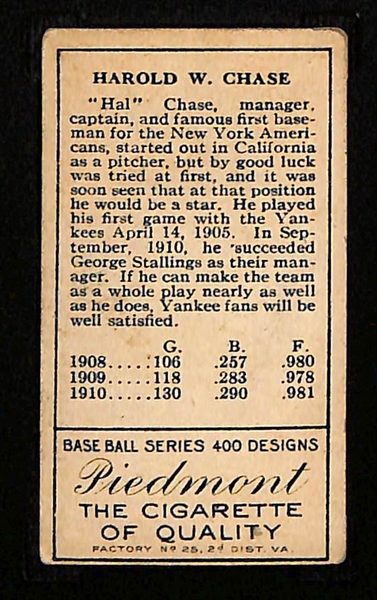 HAROLD W. CHASE
"Hal" Chase, manager,
captain, and famous first base-
man for the New York Ameri-
cans, started out in California
as a pitcher, but by good luck
was tried at first, and it was
soon seen that at that position
he would be a star. He played
his first game with the Yan-
kees April 14, 1905. In Sep-
tember, 1910, he succeeded
George Stallings as their man-
ager. If he can make the team
as a whole play nearly as well
as he does, Yankee fans will be
well satisfied.
G. B. F.
1908.....106 .257 .980
1909.....118 .283 .978
1910.....130 .290 .981
BASE BALL SERIES 400 DESIGNS
Piedmont
THE CIGARETTE
OF QUALITY
FACTORY No 25, 2d DIST. VA.